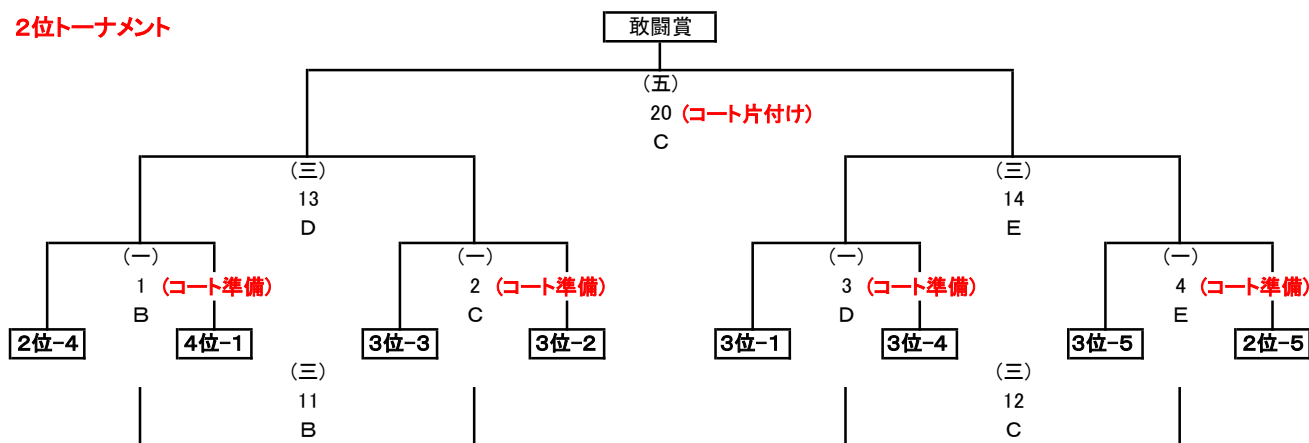 2位トーナメント
敢闘賞
(五)
20 (コート片付け)
C
(三) (三)
13 14
D E
(一) (一) (一) (一)
1 (コート準備) 2 (コート準備) 3 (コート準備) 4 (コート準備)
B C D E
2位-4 4位-1 3位-3 3位-2 3位-1 3位-4 3位-5 2位-5
(三) (三)
11 12
B C